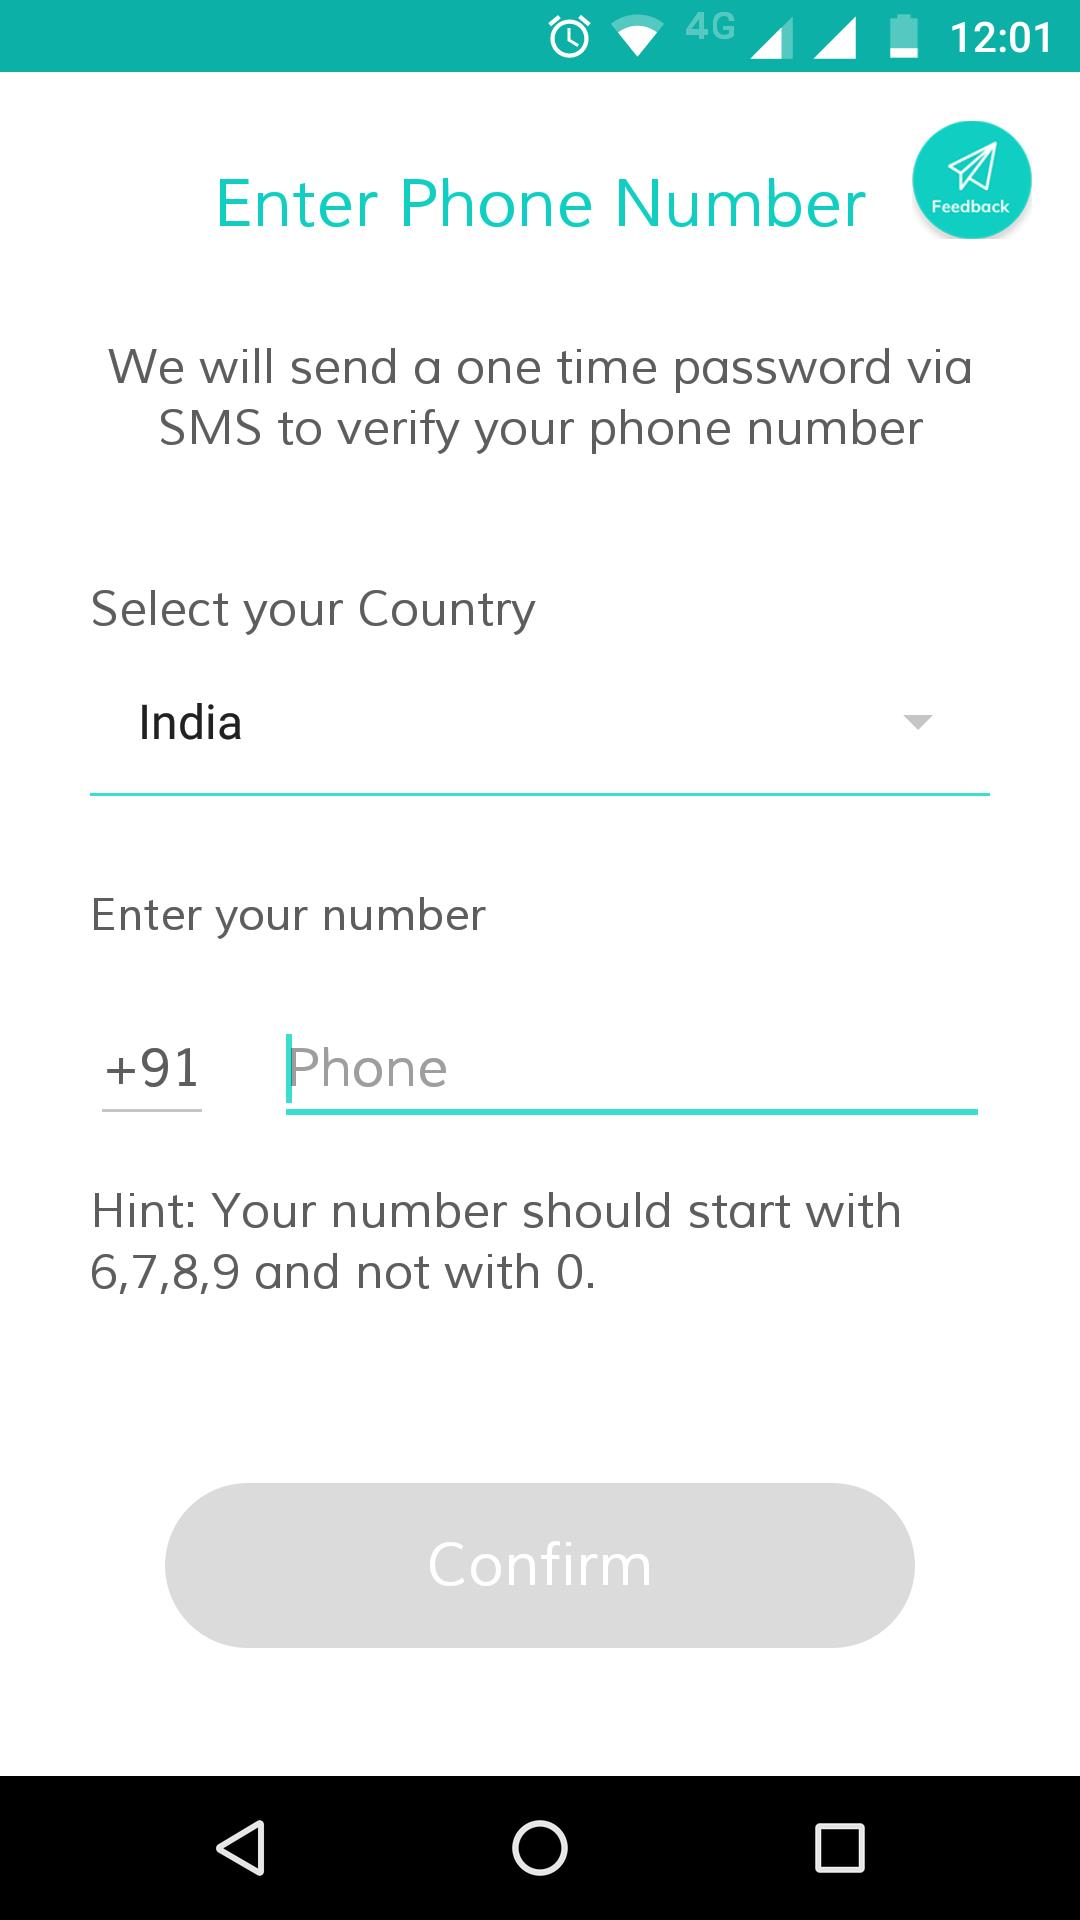 4G 12:01
Enter Phone Number
Feedback
We will send a one time password via
SMS to verify your phone number
Select your Country
India
Enter your number
+91 Phone
Hint: Your number should start with
6,7,8,9 and not with 0.
Confirm